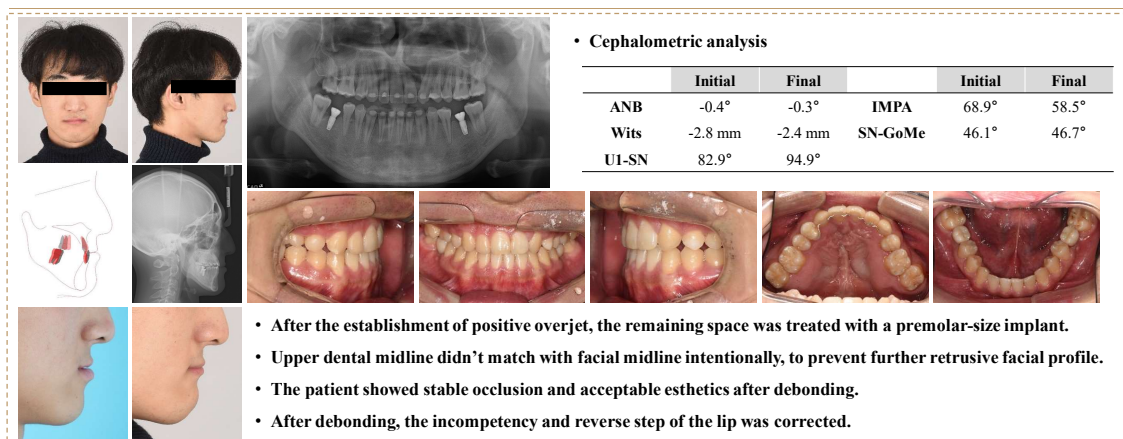 • Cephalometric analysis
Initial Final Initial Final
ANB -0.4° -0.3° IMPA 68.9° 58.5°
Wits -2.8 mm -2.4 mm SN-GoMe 46.1° 46.7°
U1-SN 82.9° 94.9°
• After the establishment of positive overjet, the remaining space was treated with a premolar-size implant.
• Upper dental midline didn’t match with facial midline intentionally, to prevent further retrusive facial profile.
• The patient showed stable occlusion and acceptable esthetics after debonding.
• After debonding, the incompetency and reverse step of the lip was corrected.